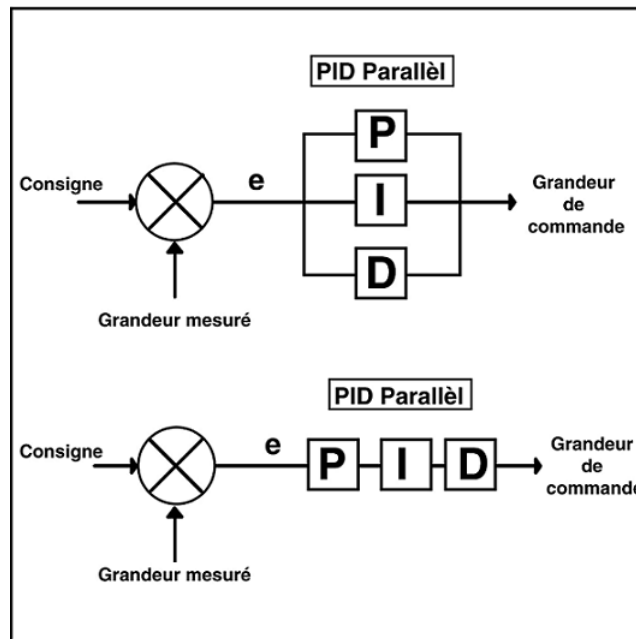 PID Parallèl
P
Consigne
e
I
Grandeur
de
commande
D
Grandeur mesuré
PID Parallèl
Consigne
e
P I D
Grandeur
de
commande
Grandeur mesuré